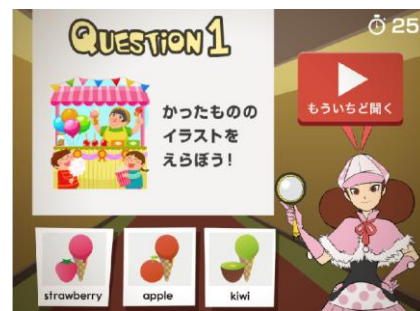 QUESTION 1
25
かったものの
イラストを
えらぼう!
もういちど聞く
strawberry
apple
kiwi